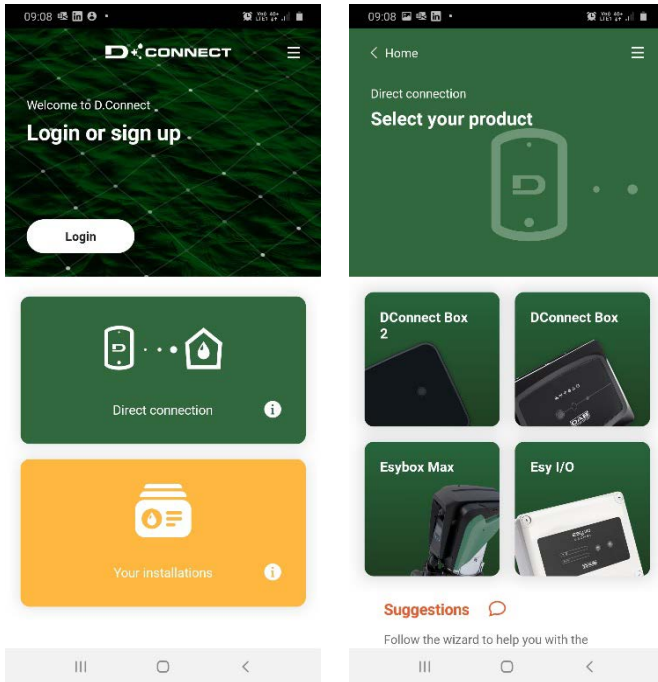 09:08
D+CONNECT
Welcome to D.Connect
Login or sign up
Login
Direct connection
Your installations
09:08
Home
Direct connection
Select your product
DConnect Box
2
DConnect Box
DAB
Esybox Max
Esy I/O
DAB
Suggestions
Follow the wizard to help you with the